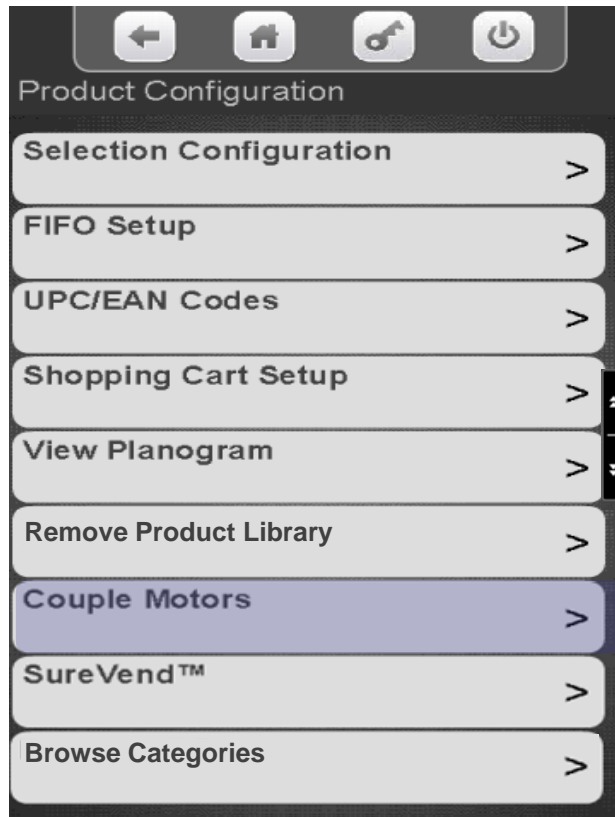 Product Configuration
Selection Configuration
>
FIFO Setup
>
UPC/EAN Codes
>
Shopping Cart Setup
>
View Planogram
>
Remove Product Library
>
Couple Motors
>
SureVend™
>
Browse Categories
>